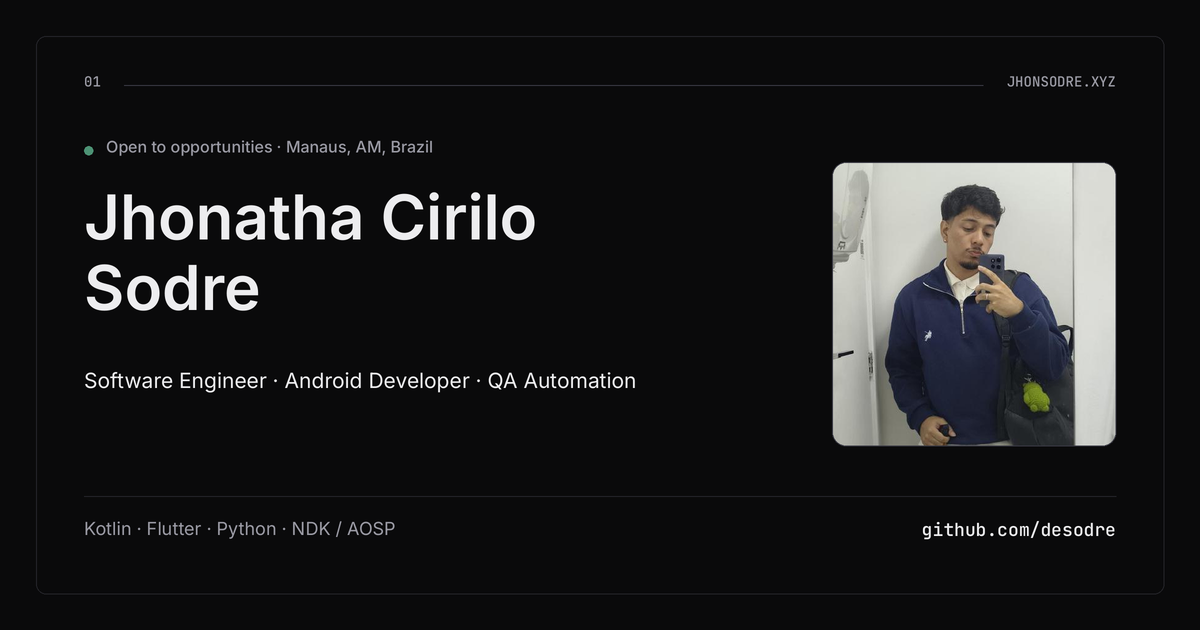 01
JHONSODRE.XYZ
Open to opportunities · Manaus, AM, Brazil
Jhonatha Cirilo
Sodre
Software Engineer · Android Developer · QA Automation
Kotlin · Flutter · Python · NDK / AOSP
github.com/desodre